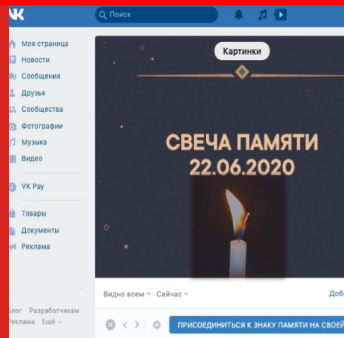 Поиск
Моя страница
Новости
Сообщения
Друзья
Сообщества
Фотографии
Музыка
Видео
VK Pay
Товары
Документы
Реклама
Блог Разработчикам
Реклама Ещё
Картинки
СВЕЧА ПАМЯТИ
22.06.2020
Видно всем Сейчас
Доб
ПРИСОЕДИНИТЬСЯ К ЗНАКУ ПАМЯТИ НА СВОЕЙ